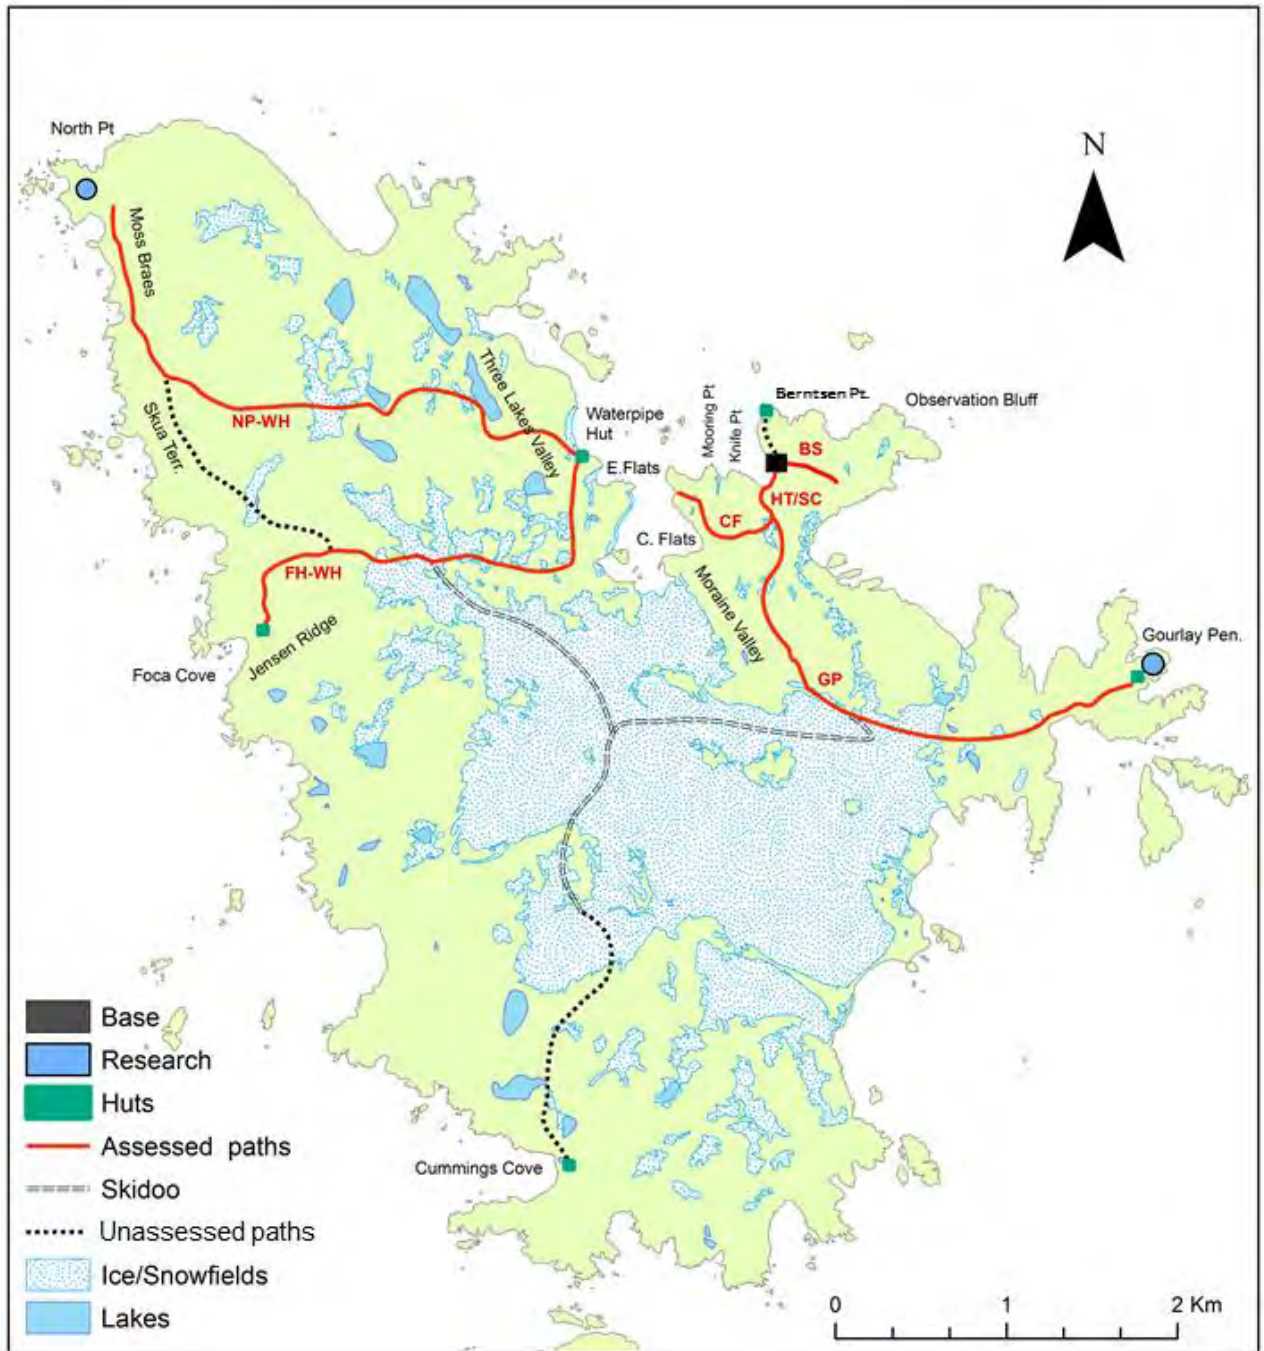 North Pt
N
Moss Braes
Three Lakes Valley
Mooring Pt
Knife Pt
Berntsen Pt.
Observation Bluff
Skua Terr.
NP-WH
Waterpipe
Hut
BS
E.Flats
HT/SC
CF
C. Flats
FH-WH
Moraine Valley
Jensen Ridge
Gourlay Pen.
Foca Cove
GP
Base
Research
Huts
Assessed paths
Cummings Cove
Skidoo
Unassessed paths
Ice/Snowfields
Lakes
0 1 2 Km